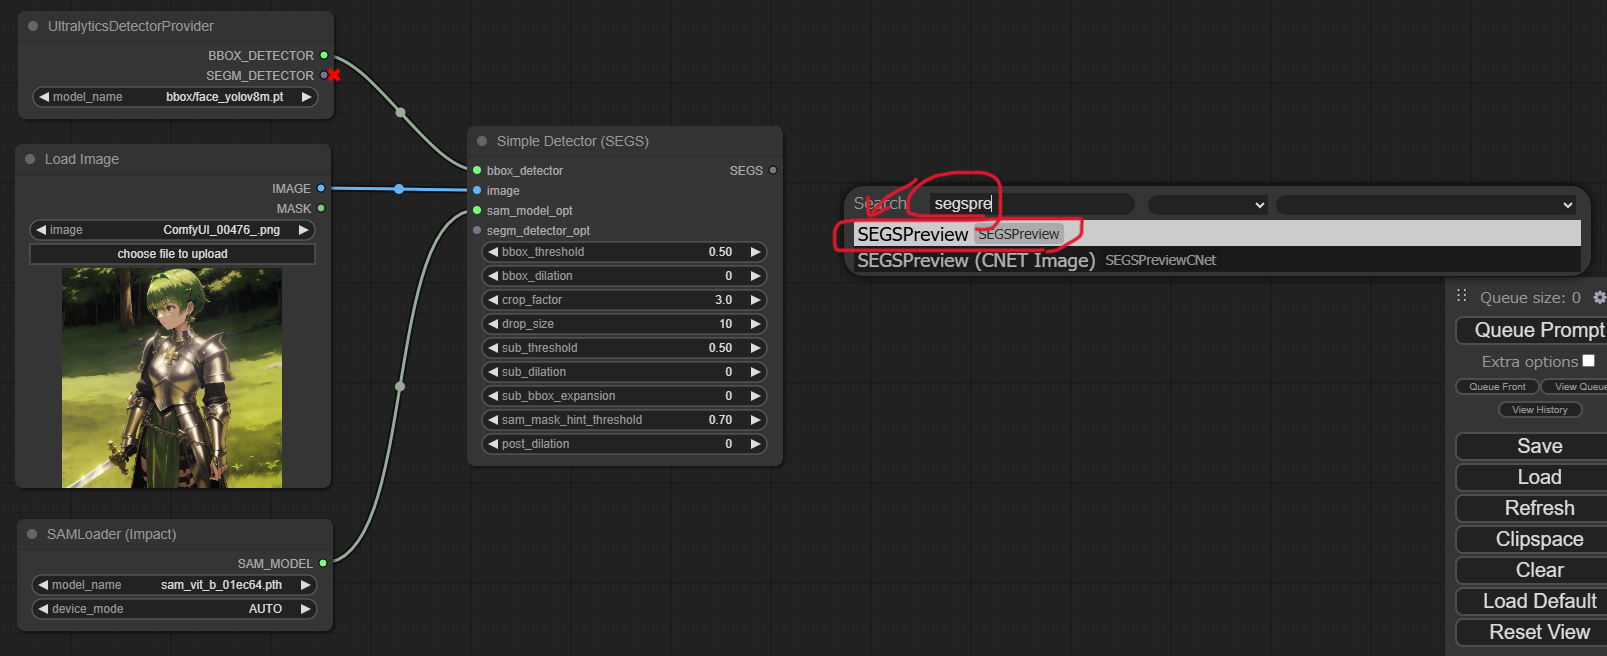 UltralyticsDetectorProvider
BBOX_DETECTOR
SEGM_DETECTOR
model_name bbox/face_yolov8m.pt
Load Image
IMAGE
MASK
image ComfyUI_00476_.png
choose file to upload
SAMLoader (Impact)
SAM_MODEL
model_name sam_vit_b_01ec64.pth
device_mode AUTO
Simple Detector (SEGS)
bbox_detector SEGS
image
sam_model_opt
segm_detector_opt
bbox_threshold 0.50
bbox_dilation 0
crop_factor 3.0
drop_size 10
sub_threshold 0.50
sub_dilation 0
sub_bbox_expansion 0
sam_mask_hint_threshold 0.70
post_dilation 0
Search segspre
SEGSPreview SEGSPreview
SEGSPreview (CNET Image) SEGSPreviewCNet
Queue size: 0
Queue Prompt
Extra options
Queue Front View Queue
View History
Save
Load
Refresh
Clipspace
Clear
Load Default
Reset View